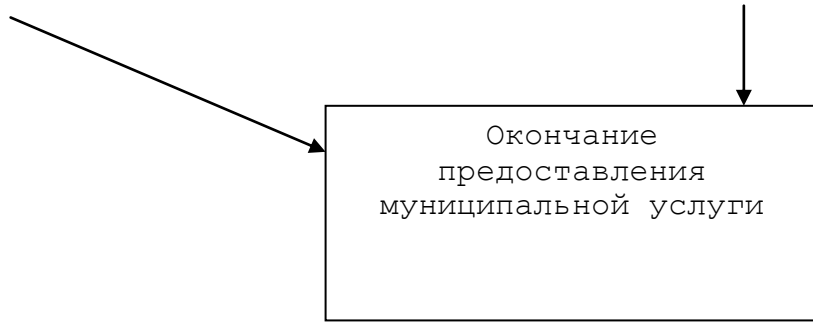 Окончание
предоставления
муниципальной услуги